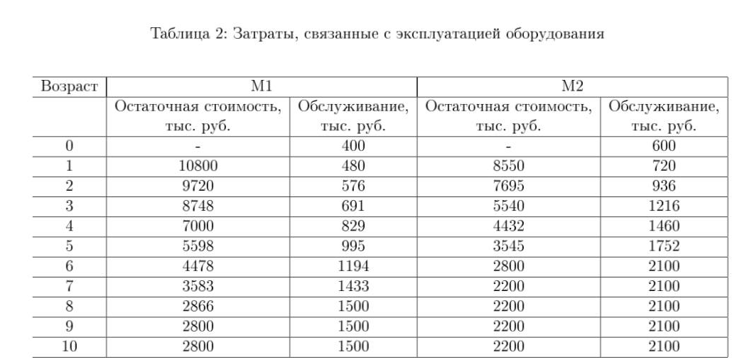 Таблица 2: Затраты, связанные с эксплуатацией оборудования
Возраст М1 М2
Остаточная стоимость, Обслуживание, Остаточная стоимость, Обслуживание,
тыс. руб. тыс. руб. тыс. руб. тыс. руб.
0 - 400 - 600
1 10800 480 8550 720
2 9720 576 7695 936
3 8748 691 5540 1216
4 7000 829 4432 1460
5 5598 995 3545 1752
6 4478 1194 2800 2100
7 3583 1433 2200 2100
8 2866 1500 2200 2100
9 2800 1500 2200 2100
10 2800 1500 2200 2100